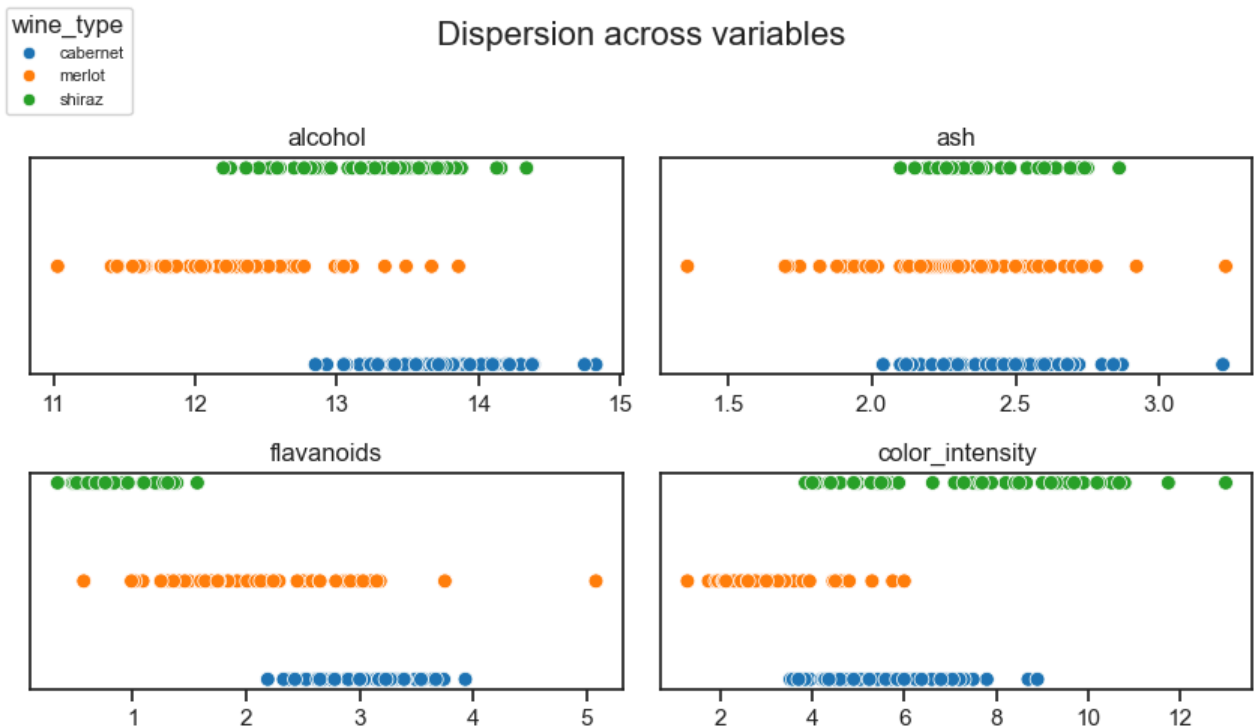 wine_type
cabernet
merlot
shiraz
Dispersion across variables
alcohol
ash
11 12 13 14 15
1.5 2.0 2.5 3.0
flavanoids
color_intensity
1 2 3 4 5
2 4 6 8 10 12